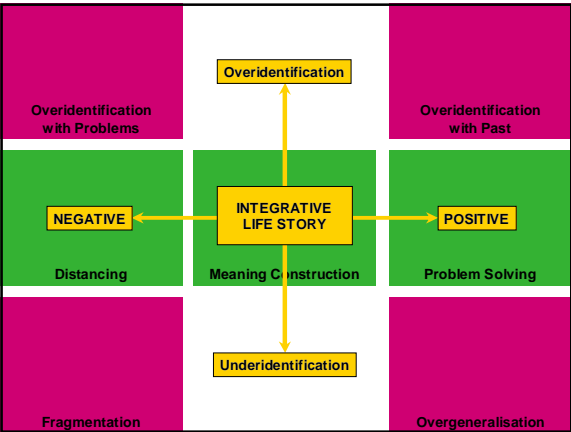 Overidentification
Overidentification
with Problems
Overidentification
with Past
NEGATIVE
INTEGRATIVE
LIFE STORY
POSITIVE
Distancing
Meaning Construction
Problem Solving
Underidentification
Fragmentation
Overgeneralisation